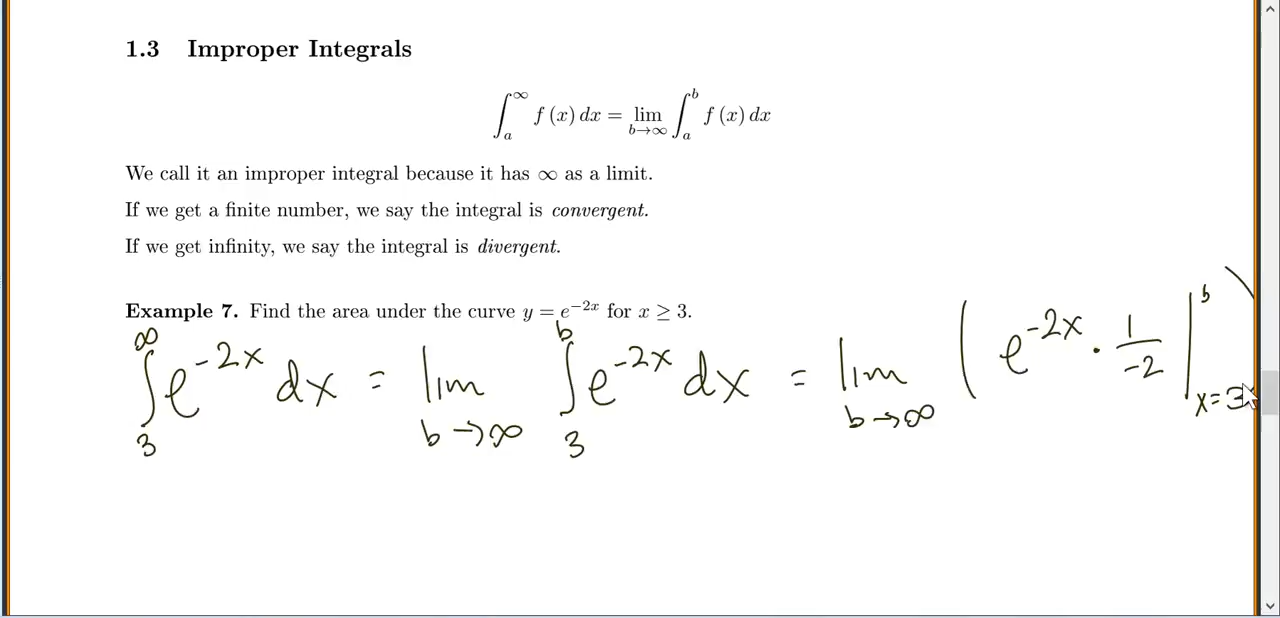 1.3 Improper Integrals
∫_a^∞ f (x) dx = lim_{b→∞} ∫_a^b f (x) dx
We call it an improper integral because it has ∞ as a limit.
If we get a finite number, we say the integral is convergent.
If we get infinity, we say the integral is divergent.
Example 7. Find the area under the curve y = e^{−2x} for x ≥ 3.
∫_3^∞ e^{-2x} dx = lim_{b→∞} ∫_3^b e^{-2x} dx = lim_{b→∞} ( e^{-2x} · 1/-2 |_{x=3}^b )